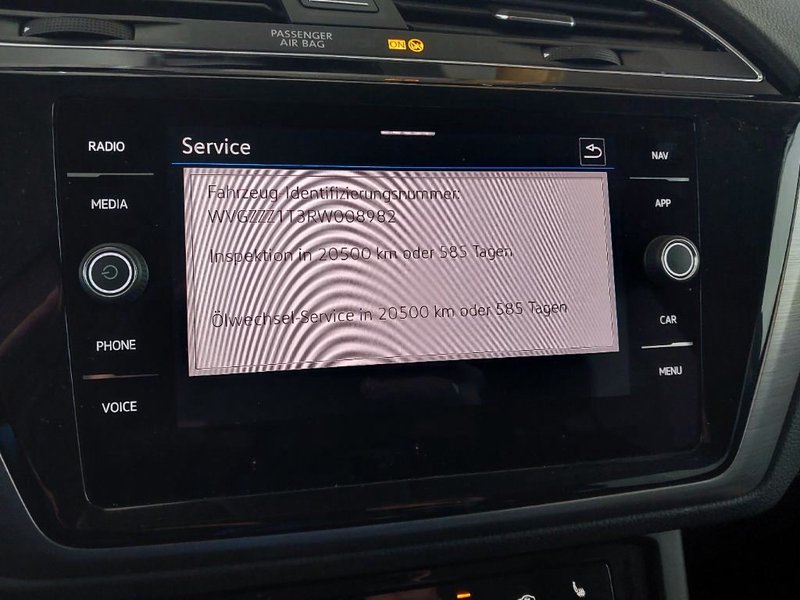 PASSENGER
AIR BAG
ON
RADIO
Service
NAV
MEDIA
APP
Fahrzeug-Identifizierungsnummer:
WVGZZZ1T3RW008982
Inspektion in 20500 km oder 585 Tagen
Ölwechsel-Service in 20500 km oder 585 Tagen
CAR
PHONE
MENU
VOICE